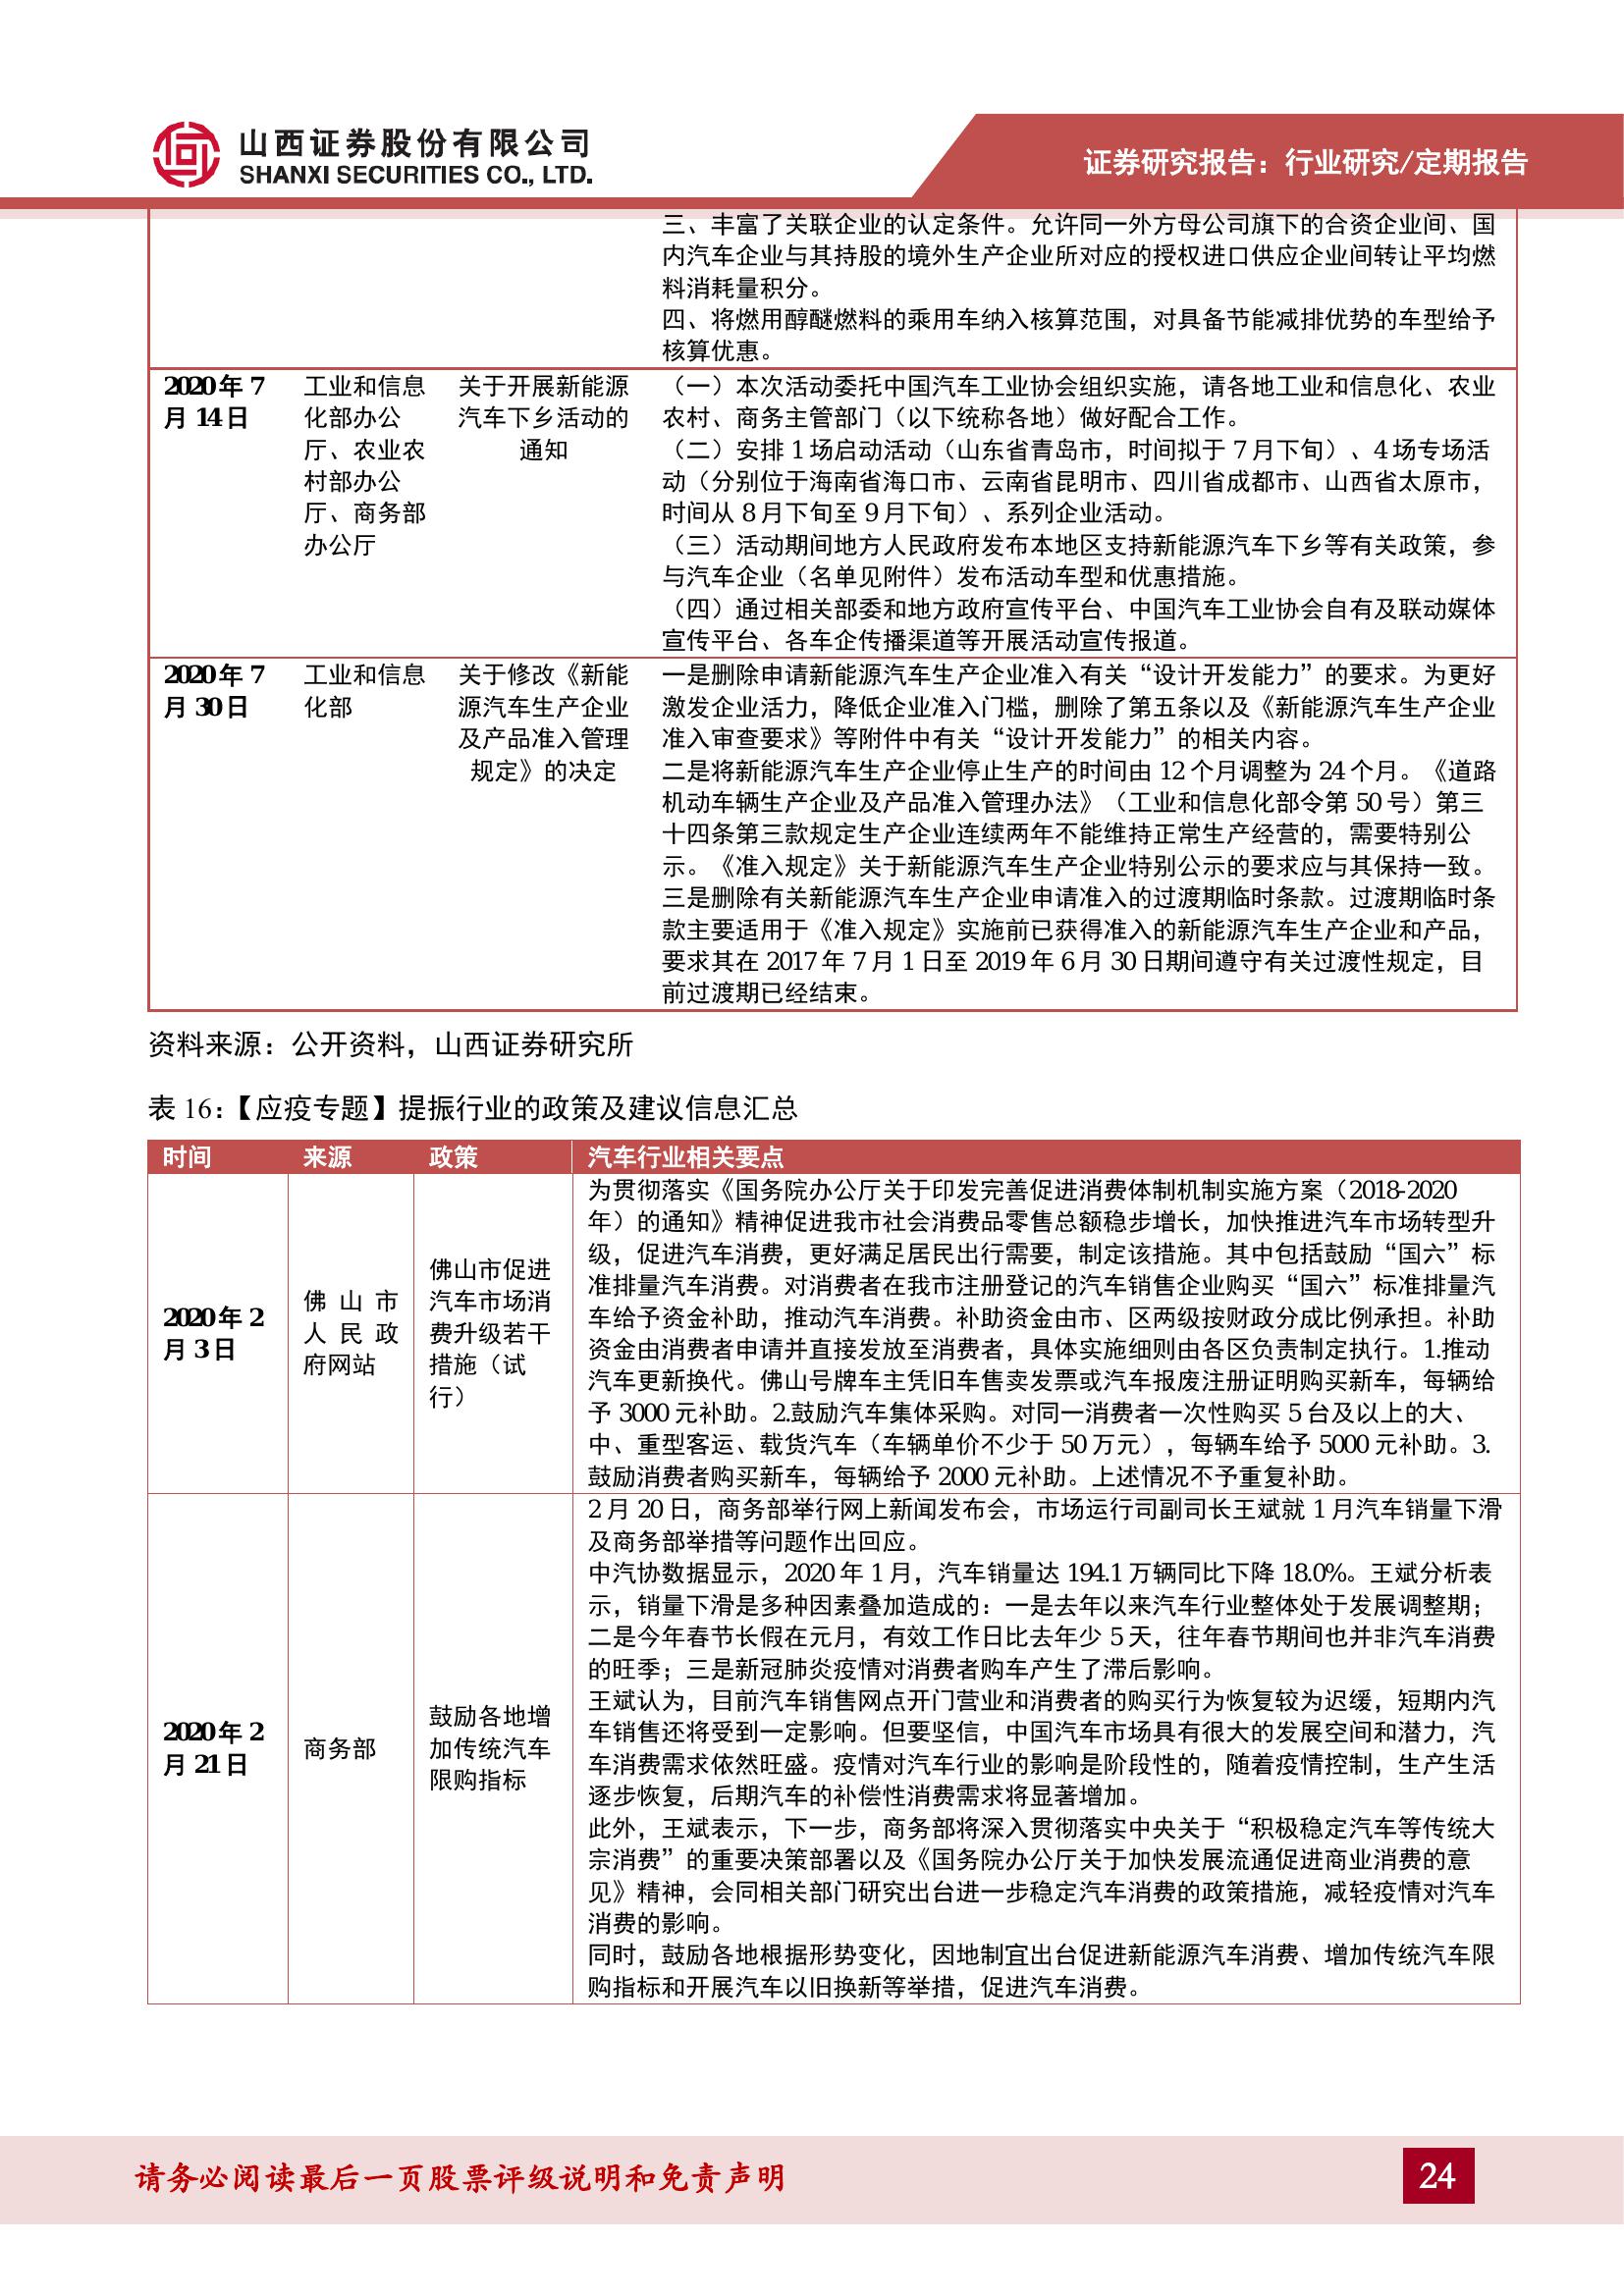 山西证券股份有限公司
SHANXI SECURITIES CO., LTD.
证券研究报告：行业研究/定期报告
三、丰富了关联企业的认定条件。允许同一外方母公司旗下的合资企业间、国
内汽车企业与其持股的境外生产企业所对应的授权进口供应企业间转让平均燃
料消耗量积分。
四、将燃用醇醚燃料的乘用车纳入核算范围，对具备节能减排优势的车型给予
核算优惠。
2020 年 7
月 14 日
工业和信息
化部办公
厅、农业农
村部办公
厅、商务部
办公厅
关于开展新能源
汽车下乡活动的
通知
（一）本次活动委托中国汽车工业协会组织实施，请各地工业和信息化、农业
农村、商务主管部门（以下统称各地）做好配合工作。
（二）安排 1 场启动活动（山东省青岛市，时间拟于 7 月下旬）、4 场专场活
动（分别位于海南省海口市、云南省昆明市、四川省成都市、山西省太原市，
时间从 8 月下旬至 9 月下旬）、系列企业活动。
（三）活动期间地方人民政府发布本地区支持新能源汽车下乡等有关政策，参
与汽车企业（名单见附件）发布活动车型和优惠措施。
（四）通过相关部委和地方政府宣传平台、中国汽车工业协会自有及联动媒体
宣传平台、各车企传播渠道等开展活动宣传报道。
2020 年 7
月 30 日
工业和信息
化部
关于修改《新能
源汽车生产企业
及产品准入管理
规定》的决定
一是删除申请新能源汽车生产企业准入有关“设计开发能力”的要求。为更好
激发企业活力，降低企业准入门槛，删除了第五条以及《新能源汽车生产企业
准入审查要求》等附件中有关“设计开发能力”的相关内容。
二是将新能源汽车生产企业停止生产的时间由 12 个月调整为 24 个月。《道路
机动车辆生产企业及产品准入管理办法》（工业和信息化部令第 50 号）第三
十四条第三款规定生产企业连续两年不能维持正常生产经营的，需要特别公
示。《准入规定》关于新能源汽车生产企业特别公示的要求应与其保持一致。
三是删除有关新能源汽车生产企业申请准入的过渡期临时条款。过渡期临时条
款主要适用于《准入规定》实施前已获得准入的新能源汽车生产企业和产品，
要求其在 2017 年 7 月 1 日至 2019 年 6 月 30 日期间遵守有关过渡性规定，目
前过渡期已经结束。
资料来源：公开资料，山西证券研究所
表 16：【应疫专题】提振行业的政策及建议信息汇总
时间 来源 政策 汽车行业相关要点
2020 年 2
月 3 日
佛山市
人民政
府网站
佛山市促进
汽车市场消
费升级若干
措施（试
行）
为贯彻落实《国务院办公厅关于印发完善促进消费体制机制实施方案（2018-2020
年）的通知》精神促进我市社会消费品零售总额稳步增长，加快推进汽车市场转型升
级，促进汽车消费，更好满足居民出行需要，制定该措施。其中包括鼓励“国六”标
准排量汽车消费。对消费者在我市注册登记的汽车销售企业购买“国六”标准排量汽
车给予资金补助，推动汽车消费。补助资金由市、区两级按财政分成比例承担。补助
资金由消费者申请并直接发放至消费者，具体实施细则由各区负责制定执行。1.推动
汽车更新换代。佛山号牌车主凭旧车售卖发票或汽车报废注册证明购买新车，每辆给
予 3000 元补助。2.鼓励汽车集体采购。对同一消费者一次性购买 5 台及以上的大、
中、重型客运、载货汽车（车辆单价不少于 50 万元），每辆车给予 5000 元补助。3.
鼓励消费者购买新车，每辆给予 2000 元补助。上述情况不予重复补助。
2020 年 2
月 21 日
商务部
鼓励各地增
加传统汽车
限购指标
2 月 20 日，商务部举行网上新闻发布会，市场运行司副司长王斌就 1 月汽车销量下滑
及商务部举措等问题作出回应。
中汽协数据显示，2020 年 1 月，汽车销量达 194.1 万辆同比下降 18.0%。王斌分析表
示，销量下滑是多种因素叠加造成的：一是去年以来汽车行业整体处于发展调整期；
二是今年春节长假在元月，有效工作日比去年少 5 天，往年春节期间也并非汽车消费
的旺季；三是新冠肺炎疫情对消费者购车产生了滞后影响。
王斌认为，目前汽车销售网点开门营业和消费者的购买行为恢复较为迟缓，短期内汽
车销售还将受到一定影响。但要坚信，中国汽车市场具有很大的发展空间和潜力，汽
车消费需求依然旺盛。疫情对汽车行业的影响是阶段性的，随着疫情控制，生产生活
逐步恢复，后期汽车的补偿性消费需求将显著增加。
此外，王斌表示，下一步，商务部将深入贯彻落实中央关于“积极稳定汽车等传统大
宗消费”的重要决策部署以及《国务院办公厅关于加快发展流通促进商业消费的意
见》精神，会同相关部门研究出台进一步稳定汽车消费的政策措施，减轻疫情对汽车
消费的影响。
同时，鼓励各地根据形势变化，因地制宜出台促进新能源汽车消费、增加传统汽车限
购指标和开展汽车以旧换新等举措，促进汽车消费。
请务必阅读最后一页股票评级说明和免责声明
24